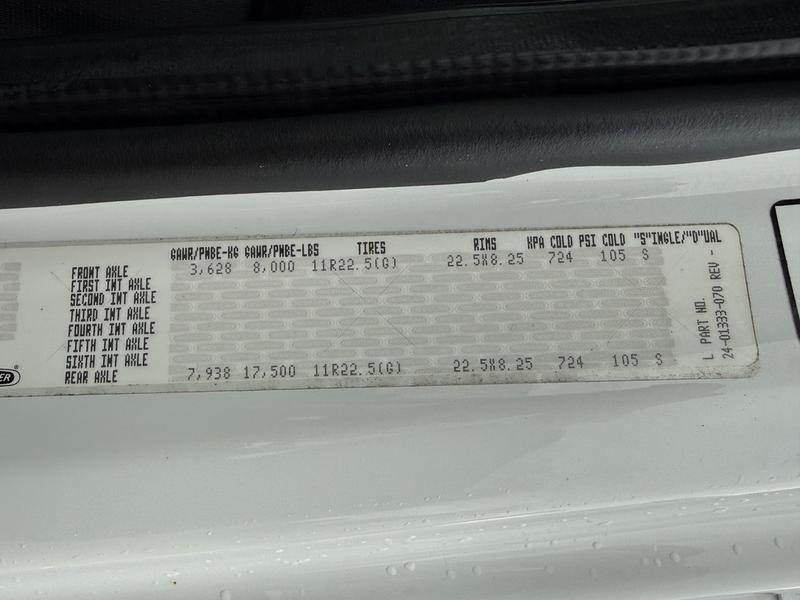 GAWR/PNBE-KG GAWR/PNBE-LBS TIRES RIMS KPA COLD PSI COLD "S"INGLE/"D"UAL
FRONT AXLE 3,628 8,000 11R22.5(G) 22.5X8.25 724 105 S
FIRST INT AXLE
SECOND INT AXLE
THIRD INT AXLE
FOURTH INT AXLE
FIFTH INT AXLE
SIXTH INT AXLE
REAR AXLE 7,938 17,500 11R22.5(G) 22.5X8.25 724 105 S
L PART NO.
24-01333-070 REV -